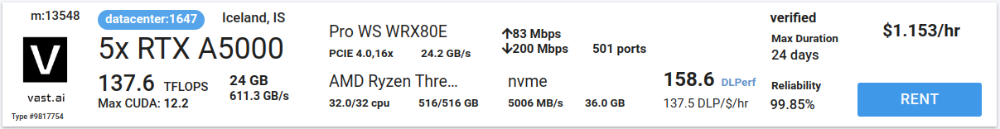 m:13548
datacenter:1647
Iceland, IS
V
vast.ai
Type #9817754
5x RTX A5000
137.6 TFLOPS
Max CUDA: 12.2
24 GB
611.3 GB/s
Pro WS WRX80E
PCIE 4.0,16x 24.2 GB/s
AMD Ryzen Thre...
32.0/32 cpu 516/516 GB
↑83 Mbps
↓200 Mbps
501 ports
nvme
5006 MB/s 36.0 GB
158.6 DLPerf
137.5 DLP/$/hr
verified
Max Duration
24 days
Reliability
99.85%
$1.153/hr
RENT